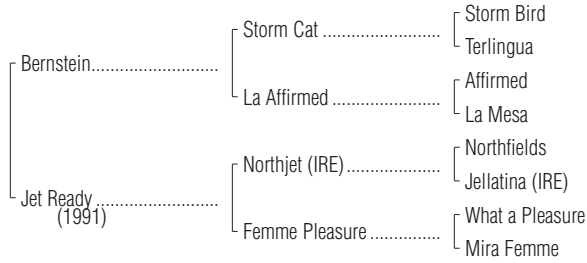 Storm Bird
Storm Cat ..........................
Terlingua
Bernstein............................
Affirmed
La Affirmed ........................
La Mesa
Northfields
Northjet (IRE).....................
Jellatina (IRE)
Jet Ready ...........................
(1991)
What a Pleasure
Femme Pleasure ................
Mira Femme